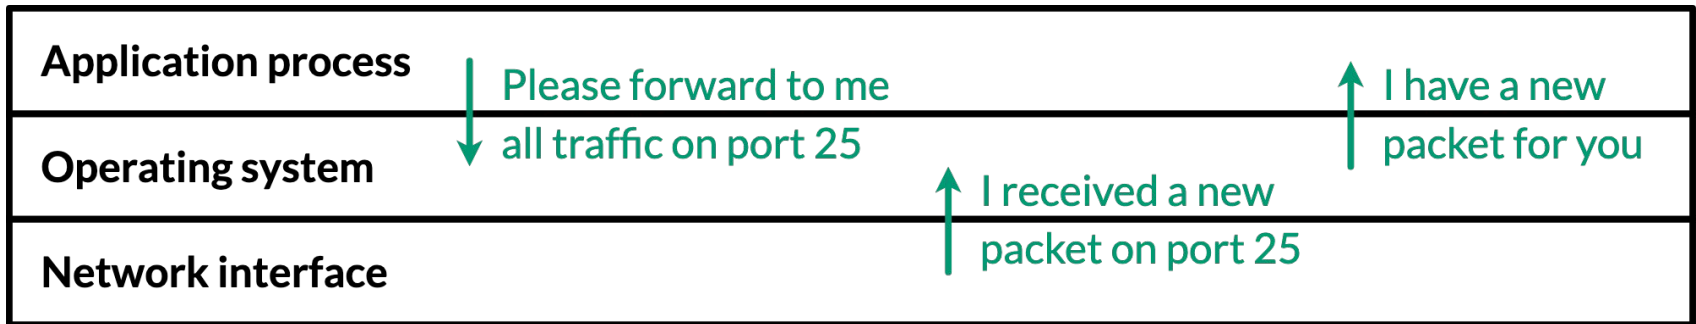 Application process
Please forward to me
all traffic on port 25
I have a new
packet for you
Operating system
I received a new
packet on port 25
Network interface